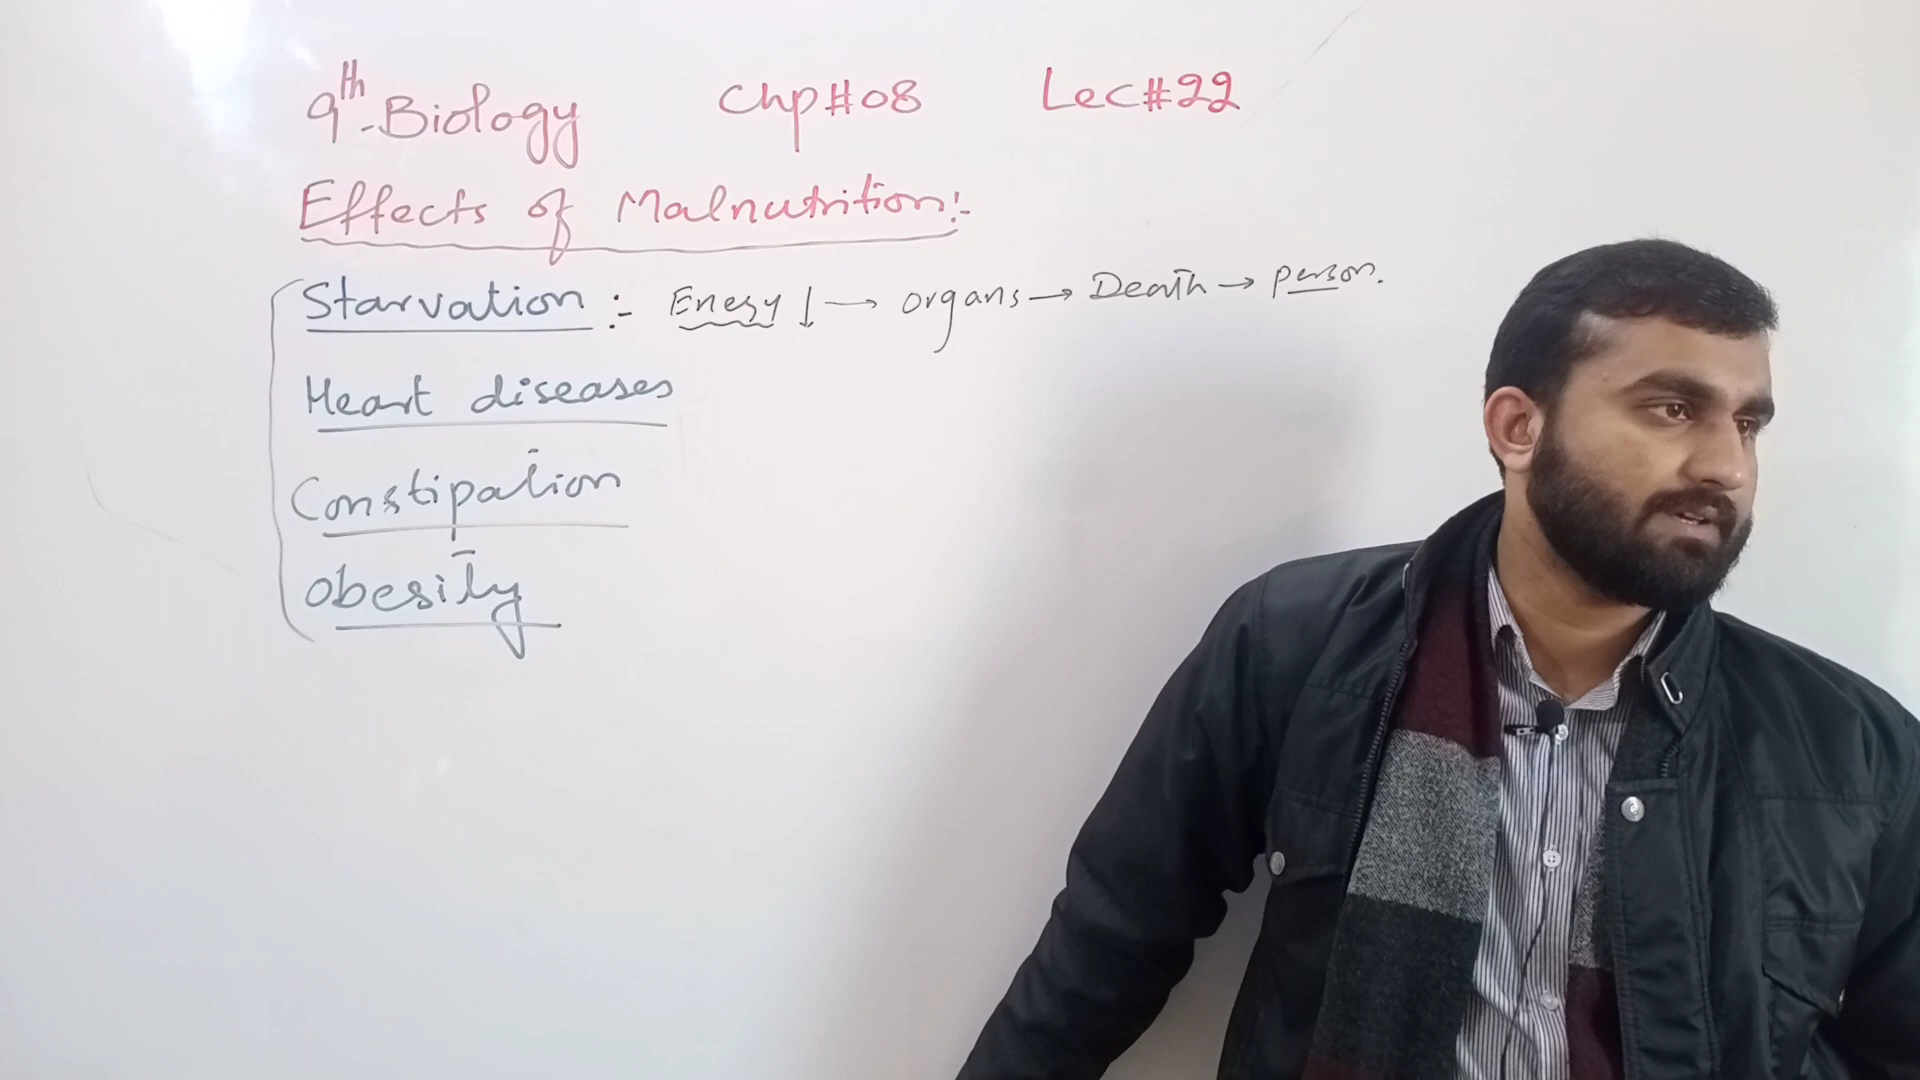 9th-Biology Chp#08 Lec#22
Effects of Malnutrition:-
Starvation:- Enegy ↓ → organs → Death → person.
Heart diseases
Constipation
Obesity